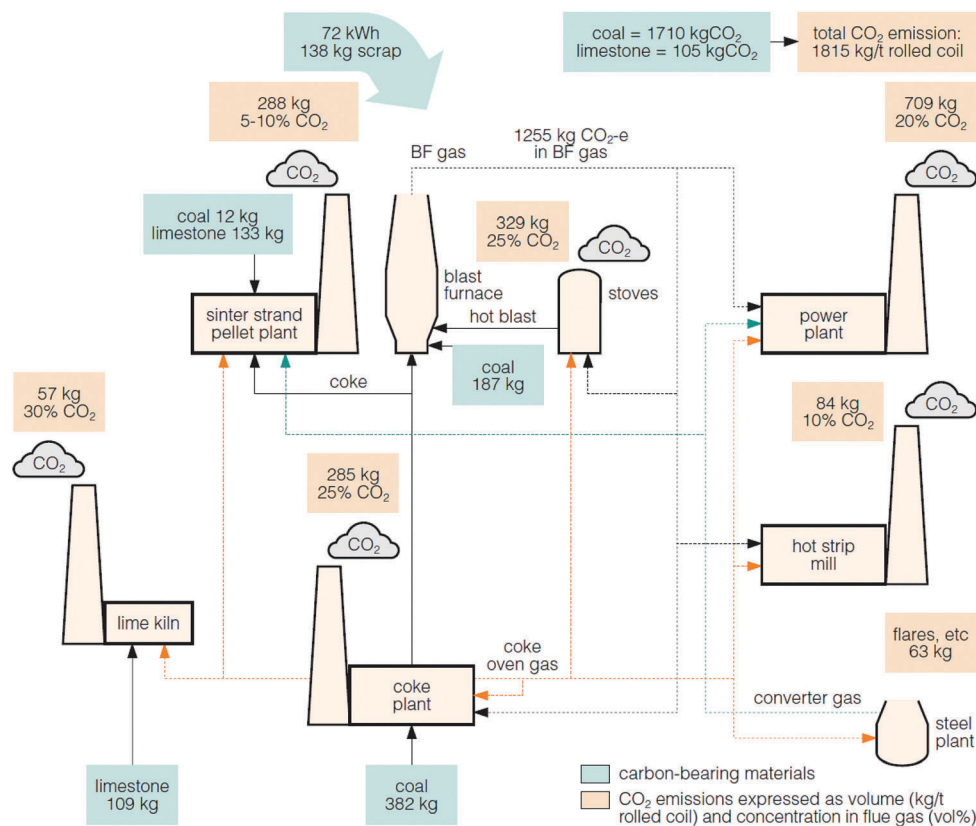 72 kWh
138 kg scrap
coal = 1710 kgCO₂
limestone = 105 kgCO₂
total CO₂ emission:
1815 kg/t rolled coil
288 kg
5-10% CO₂
709 kg
20% CO₂
1255 kg CO₂-e
in BF gas
BF gas
CO₂
CO₂
coal 12 kg
limestone 133 kg
329 kg
25% CO₂
CO₂
blast
furnace
stoves
sinter strand
pellet plant
hot blast
power
plant
coal
187 kg
coke
57 kg
30% CO₂
84 kg
10% CO₂
CO₂
CO₂
285 kg
25% CO₂
CO₂
hot strip
mill
lime kiln
flares, etc
63 kg
coke
oven gas
coke
plant
converter gas
steel
plant
limestone
109 kg
coal
382 kg
carbon-bearing materials
CO₂ emissions expressed as volume (kg/t
rolled coil) and concentration in flue gas (vol%)